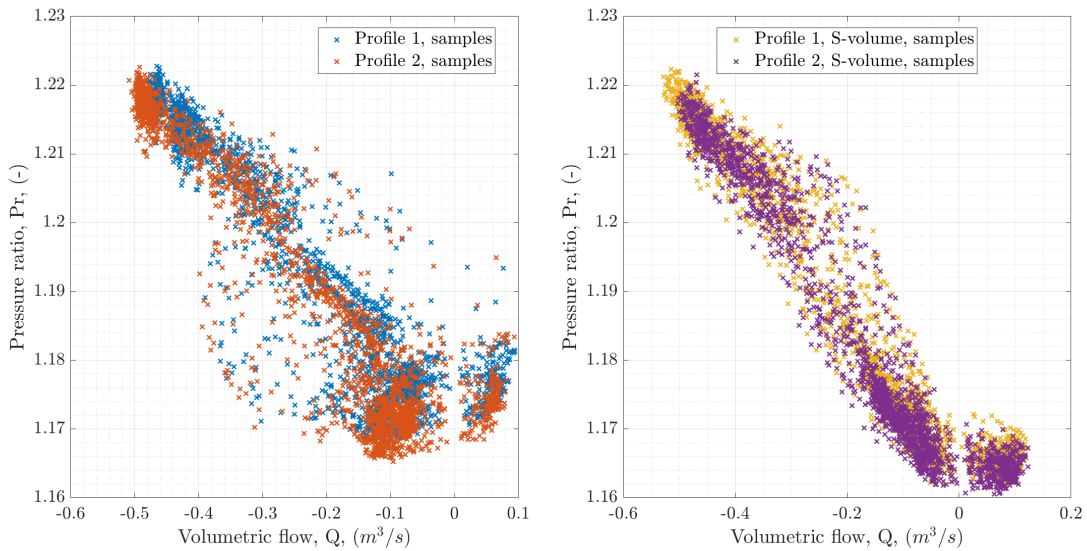 1.23
1.22
1.21
1.2
1.19
1.18
1.17
1.16
Pressure ratio, Pr, (-)
Profile 1, samples
Profile 2, samples
-0.6 -0.5 -0.4 -0.3 -0.2 -0.1 0 0.1
Volumetric flow, Q, (m³/s)
1.23
1.22
1.21
1.2
1.19
1.18
1.17
1.16
Pressure ratio, Pr, (-)
Profile 1, S-volume, samples
Profile 2, S-volume, samples
-0.6 -0.4 -0.2 0 0.2
Volumetric flow, Q, (m³/s)